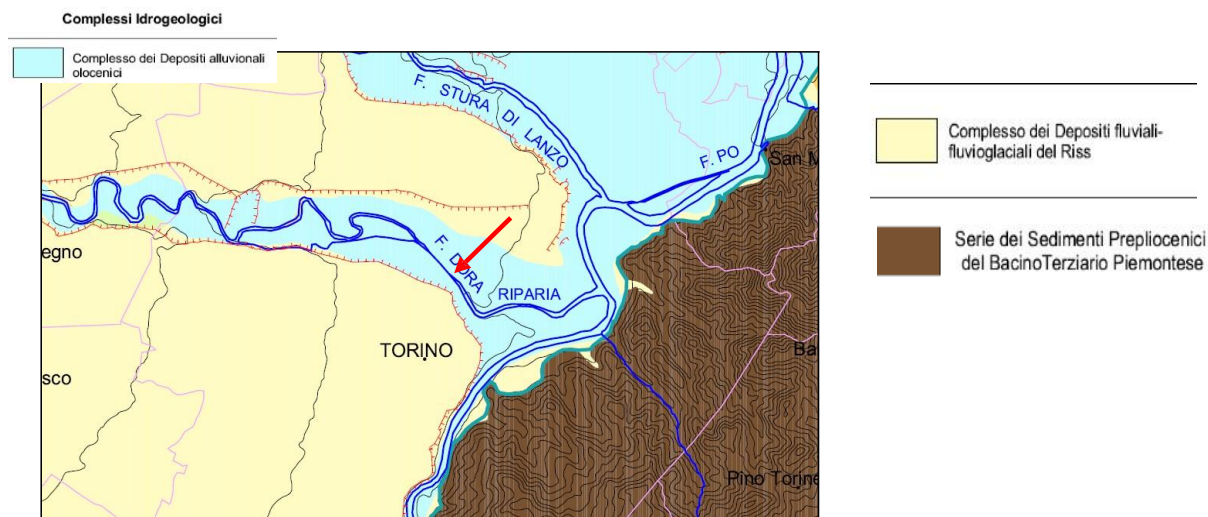 Complessi Idrogeologici
Complesso dei Depositi alluvionali
olocenici
F. STURA DI LANZO
F. PO
San M
egno
F. DORA
RIPARIA
TORINO
sco
Ba
Pino Torine
Complesso dei Depositi fluviali-
fluvioglaciali del Riss
Serie dei Sedimenti Prepliocenici
del BacinoTerziario Piemontese